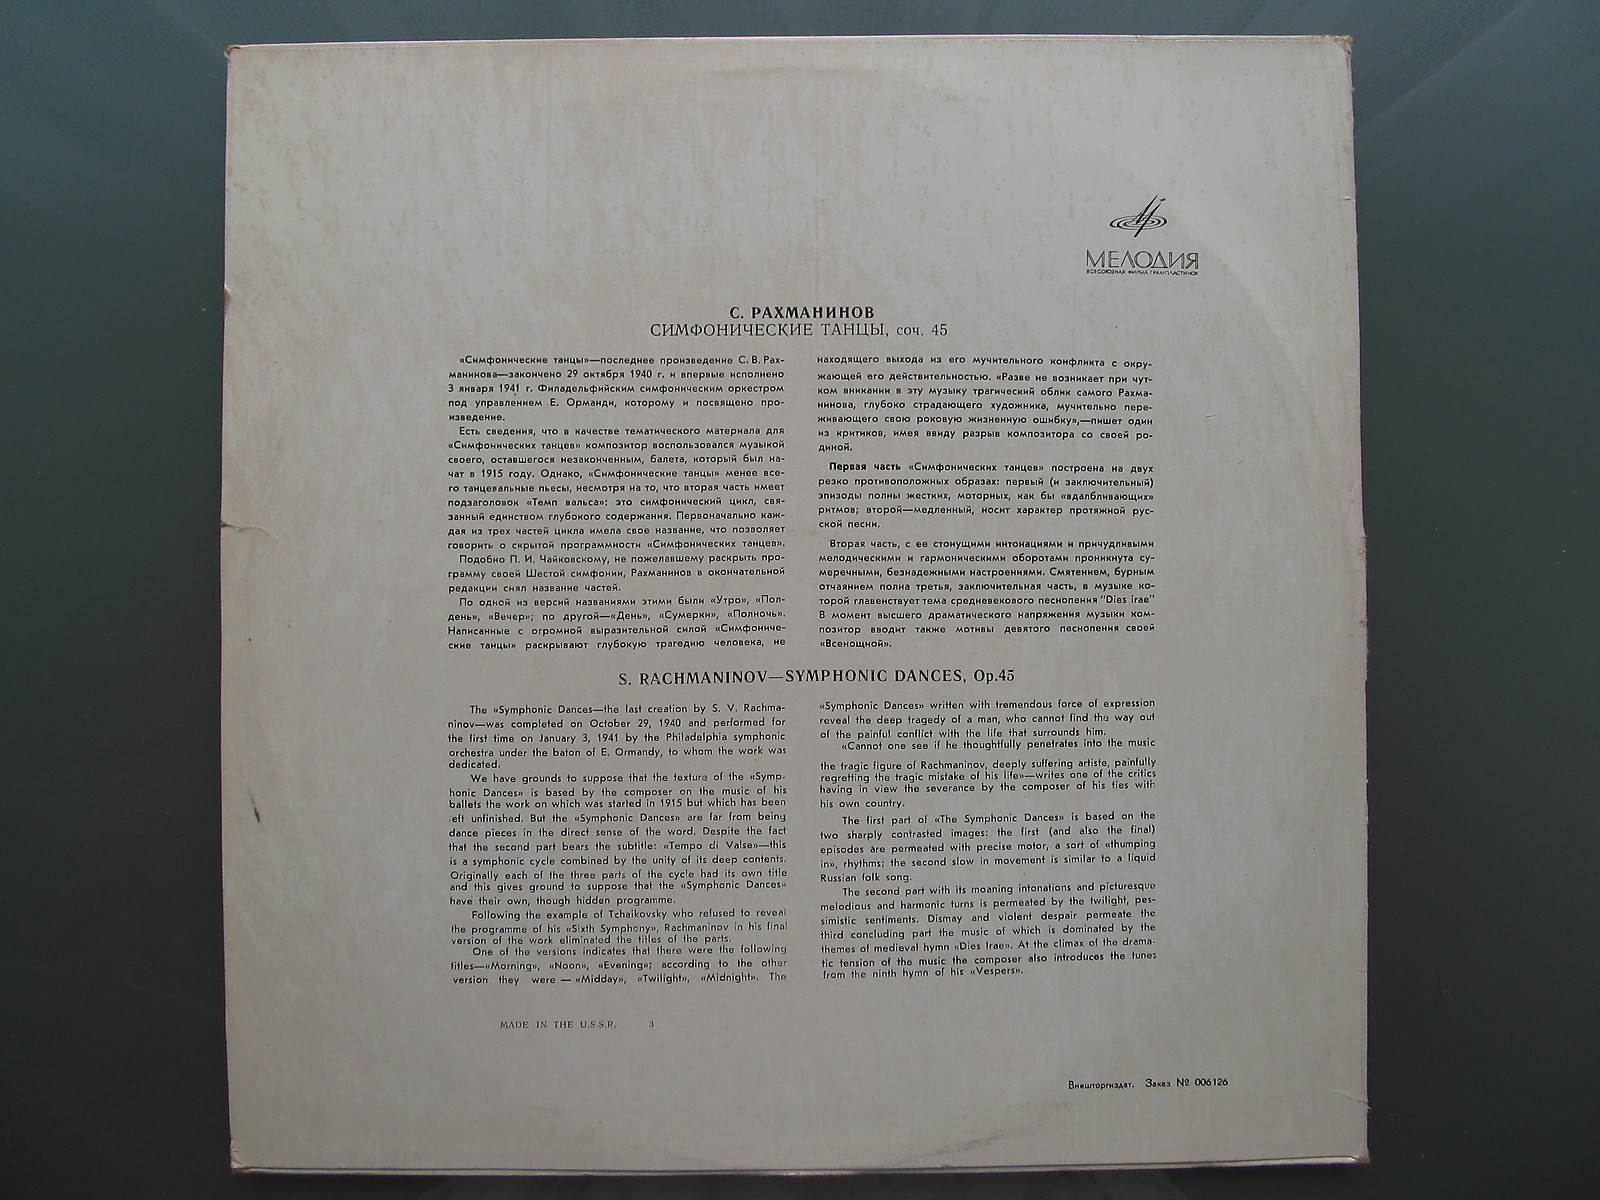 МЕЛОДИЯ
ВСЕСОЮЗНАЯ ФИРМА ГРАМПЛАСТИНОК
С. РАХМАНИНОВ
СИМФОНИЧЕСКИЕ ТАНЦЫ, соч. 45
«Симфонические танцы»—последнее произведение С. В. Рах-
манинова—закончено 29 октября 1940 г. и впервые исполнено
3 января 1941 г. Филадельфийским симфоническим оркестром
под управлением Е. Орманди, которому и посвящено про-
изведение.
Есть сведения, что в качестве тематического материала для
«Симфонических танцев» композитор воспользовался музыкой
своего, оставшегося незаконченным, балета, который был на-
чат в 1915 году. Однако, «Симфонические танцы» менее все-
го танцевальные пьесы, несмотря на то, что вторая часть имеет
подзаголовок «Темп вальса»: это симфонический цикл, свя-
занный единством глубокого содержания. Первоначально каж-
дая из трех частей цикла имела свое название, что позволяет
говорить о скрытой программности «Симфонических танцев».
Подобно П. И. Чайковскому, не пожелавшему раскрыть про-
грамму своей Шестой симфонии, Рахманинов в окончательной
редакции снял название частей.
По одной из версий названиями этими были «Утро», «Пол-
день», «Вечер»; по другой—«День», «Сумерки», «Полночь».
Написанные с огромной выразительной силой «Симфониче-
ские танцы» раскрывают глубокую трагедию человека, не
находящего выхода из его мучительного конфликта с окру-
жающей его действительностью. «Разве не возникает при чут-
ком вникании в эту музыку трагический облик самого Рахма-
нинова, глубоко страдающего художника, мучительно пере-
живающего свою роковую жизненную ошибку»,—пишет один
из критиков, имея ввиду разрыв композитора со своей ро-
диной.
Первая часть «Симфонических танцев» построена на двух
резко противоположных образах: первый (и заключительный)
эпизоды полны жестких, моторных, как бы «вдалбливающих»
ритмов; второй—медленный, носит характер протяжной рус-
ской песни.
Вторая часть, с ее стонущими интонациями и причудливыми
мелодическими и гармоническими оборотами проникнута су-
меречными, безнадежными настроениями. Смятением, бурным
отчаянием полна третья, заключительная часть, в музыке ко-
торой главенствует тема средневекового песнопения "Dies irae"
В момент высшего драматического напряжения музыки ком-
позитор вводит также мотивы девятого песнопения своей
«Всенощной».
S. RACHMANINOV—SYMPHONIC DANCES, Op.45
The «Symphonic Dances—the last creation by S. V. Rachma-
ninov—was completed on October 29, 1940 and performed for
the first time on January 3, 1941 by the Philadelphia symphonic
orchestra under the baton of E. Ormandy, to whom the work was
dedicated.
We have grounds to suppose that the texture of the «Symp-
honic Dances» is based by the composer on the music of his
ballets the work on which was started in 1915 but which has been
eft unfinished. But the «Symphonic Dances» are far from being
dance pieces in the direct sense of the word. Despite the fact
that the second part bears the subtitle: «Tempo di Valse»—this
is a symphonic cycle combined by the unity of its deep contents.
Originally each of the three parts of the cycle had its own title
and this gives ground to suppose that the «Symphonic Dances»
have their own, though hidden programme.
Following the example of Tchaikovsky who refused to reveal
the programme of his «Sixth Symphony», Rachmaninov in his final
version of the work eliminated the titles of the parts.
One of the versions indicates that there were the following
titles—«Morning», «Noon», «Evening»; according to the other
version they were — «Midday», «Twilight», «Midnight». The
«Symphonic Dances» written with tremendous force of expression
reveal the deep tragedy of a man, who cannot find the way out
of the painful conflict with the life that surrounds him.
«Cannot one see if he thoughtfully penetrates into the music
the tragic figure of Rachmaninov, deeply suffering artiste, painfully
regretting the tragic mistake of his life»—writes one of the critics
having in view the severance by the composer of his ties with
his own country.
The first part of «The Symphonic Dances» is based on the
two sharply contrasted images: the first (and also the final)
episodes are permeated with precise motor, a sort of «thumping
in», rhythms; the second slow in movement is similar to a liquid
Russian folk song.
The second part with its moaning intonations and picturesque
melodious and harmonic turns is permeated by the twilight, pes-
simistic sentiments. Dismay and violent despair permeate the
third concluding part the music of which is dominated by the
themes of medieval hymn «Dies Irae». At the climax of the drama-
tic tension of the music the composer also introduces the tunes
from the ninth hymn of his «Vespers».
MADE IN THE U.S.S.R. 3
Внешторгиздат. Заказ № 006126